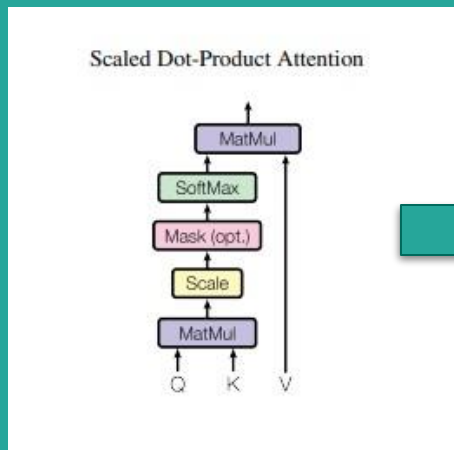 Scaled Dot-Product Attention
MatMul
SoftMax
Mask (opt.)
Scale
MatMul
Q K V